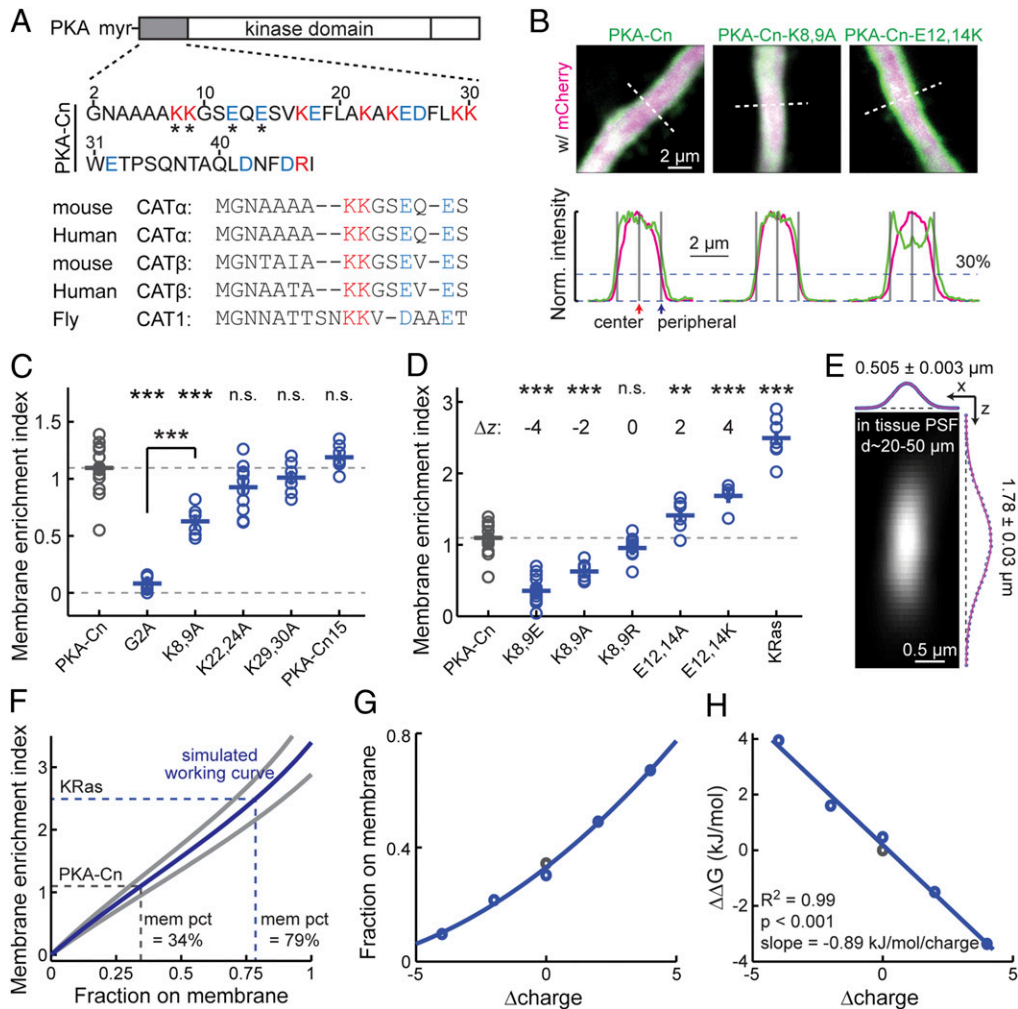 A
PKA myr- kinase domain
2 10 20 30
GNAAAAKKGSEQESVKEFLAKAKEDFLKK
* * * *
PKA-Cn
31 40
WETPSQNTAQLDNFDRI
mouse CATα: MGNAAAA--KKGSEQ-ES
Human CATα: MGNAAAA--KKGSEQ-ES
mouse CATβ: MGNTAIA--KKGSEV-ES
Human CATβ: MGNAATA--KKGSEV-ES
Fly CAT1: MGNNATTSNKKV-DAAET
B
PKA-Cn PKA-Cn-K8,9A PKA-Cn-E12,14K
w/ mCherry
2 µm
Norm. intensity
2 µm
30%
center peripheral
C
Membrane enrichment index
*** *** n.s. n.s. n.s.
***
1.5
1
0.5
0
PKA-Cn G2A K8,9A K22,24A K29,30A PKA-Cn15
D
Membrane enrichment index
*** *** n.s. ** *** ***
Δz: -4 -2 0 2 4
3
2
1
0
PKA-Cn K8,9E K8,9A K8,9R E12,14A E12,14K KRas
E
0.505 ± 0.003 µm
x
z
in tissue PSF
d~20-50 µm
1.78 ± 0.03 µm
0.5 µm
F
Membrane enrichment index
3
2
1
0
simulated
working curve
KRas
PKA-Cn
mem pct
= 34%
mem pct
= 79%
0 0.25 0.5 0.75 1
Fraction on membrane
G
Fraction on membrane
0.8
0.4
0
-5 0 5
Δcharge
H
ΔΔG (kJ/mol)
4
2
0
-2
-4
R² = 0.99
p < 0.001
slope = -0.89 kJ/mol/charge
-5 0 5
Δcharge